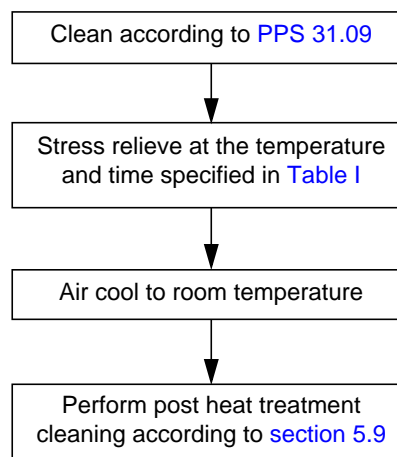 Clean according to PPS 31.09
Stress relieve at the temperature
and time specified in Table I
Air cool to room temperature
Perform post heat treatment
cleaning according to section 5.9